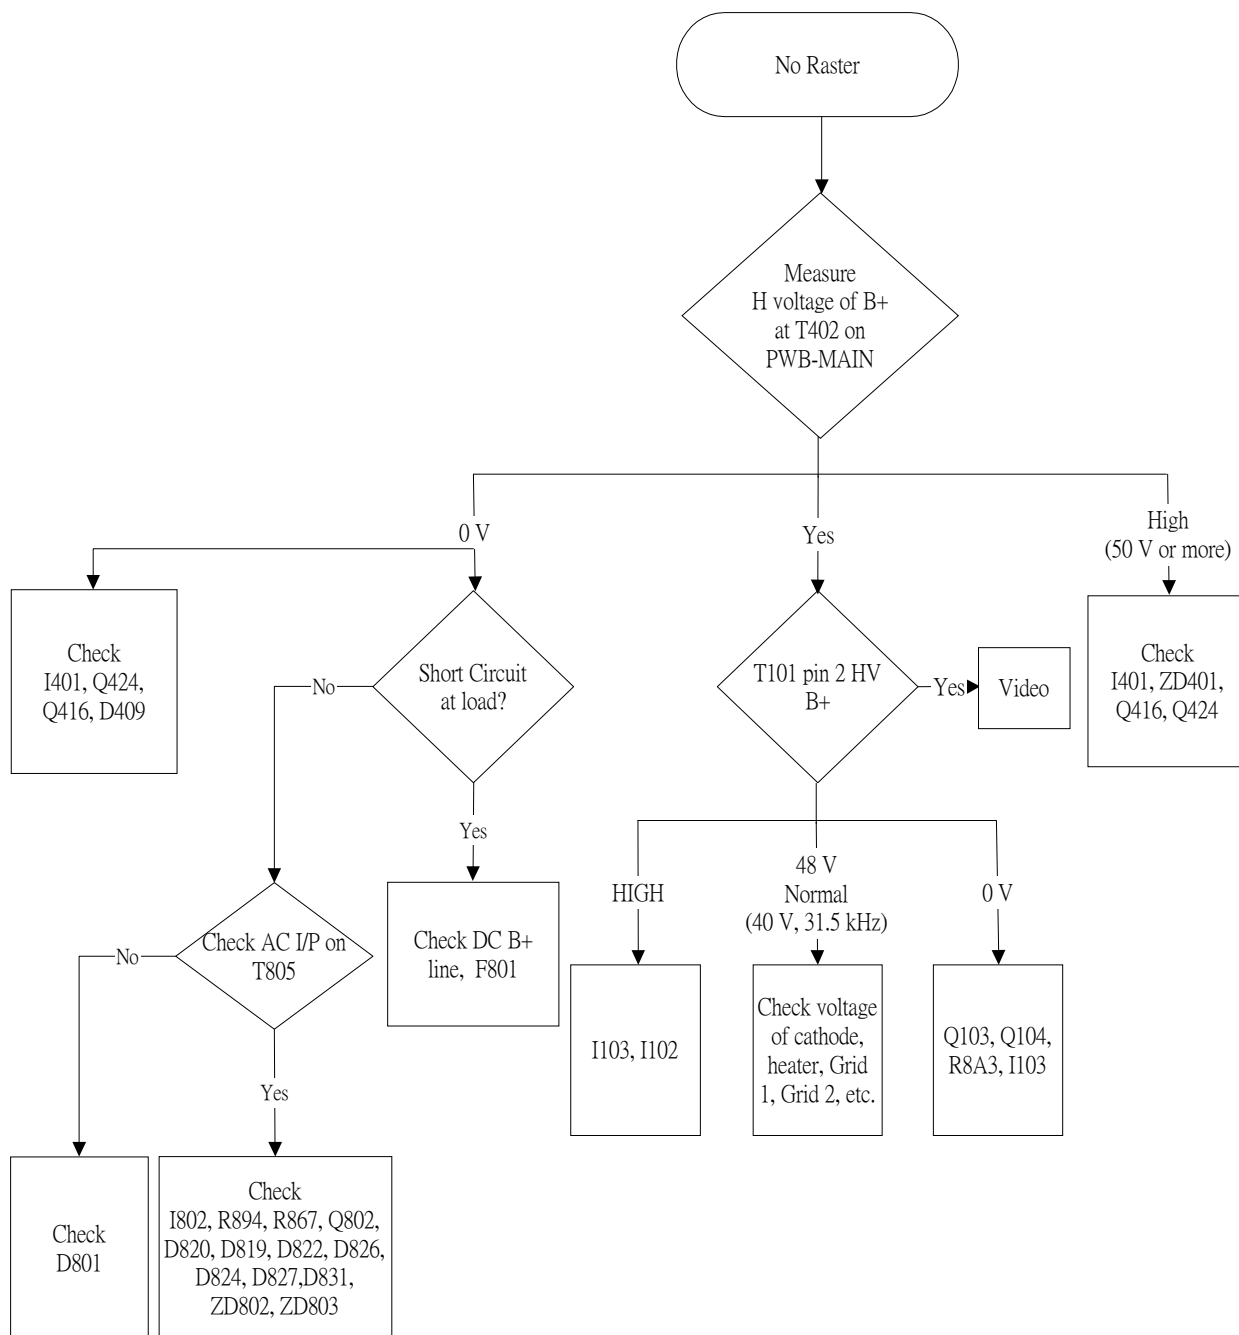 No Raster
Measure
H voltage of B+
at T402 on
PWB-MAIN
0 V
Yes
High
(50 V or more)
Check
I401, Q424,
Q416, D409
Short Circuit
at load?
No
Yes
T101 pin 2 HV
B+
Yes
Video
Check
I401, ZD401,
Q416, Q424
HIGH
48 V
Normal
(40 V, 31.5 kHz)
0 V
Check AC I/P on
T805
No
Yes
Check DC B+
line,  F801
I103, I102
Check voltage
of cathode,
heater, Grid
1, Grid 2, etc.
Q103, Q104,
R8A3, I103
Check
D801
Check
I802, R894, R867, Q802,
D820, D819, D822, D826,
D824, D827,D831,
ZD802, ZD803